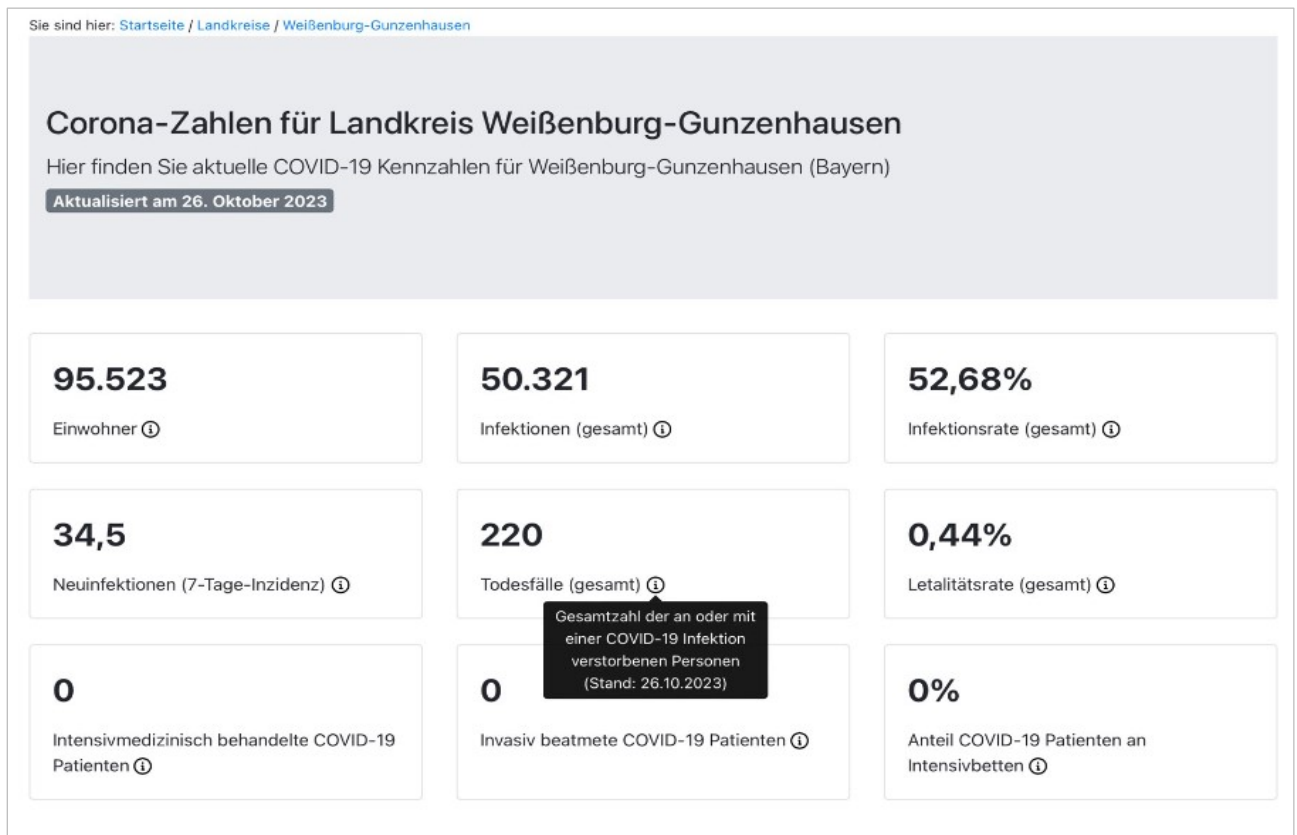 Sie sind hier: Startseite / Landkreise / Weißenburg-Gunzenhausen
Corona-Zahlen für Landkreis Weißenburg-Gunzenhausen
Hier finden Sie aktuelle COVID-19 Kennzahlen für Weißenburg-Gunzenhausen (Bayern)
Aktualisiert am 26. Oktober 2023
95.523
Einwohner
50.321
Infektionen (gesamt)
52,68%
Infektionsrate (gesamt)
34,5
Neuinfektionen (7-Tage-Inzidenz)
220
Todesfälle (gesamt)
Gesamtzahl der an oder mit
einer COVID-19 Infektion
verstorbenen Personen
(Stand: 26.10.2023)
0,44%
Letalitätsrate (gesamt)
0
Intensivmedizinisch behandelte COVID-19
Patienten
0
Invasiv beatmete COVID-19 Patienten
0%
Anteil COVID-19 Patienten an
Intensivbetten